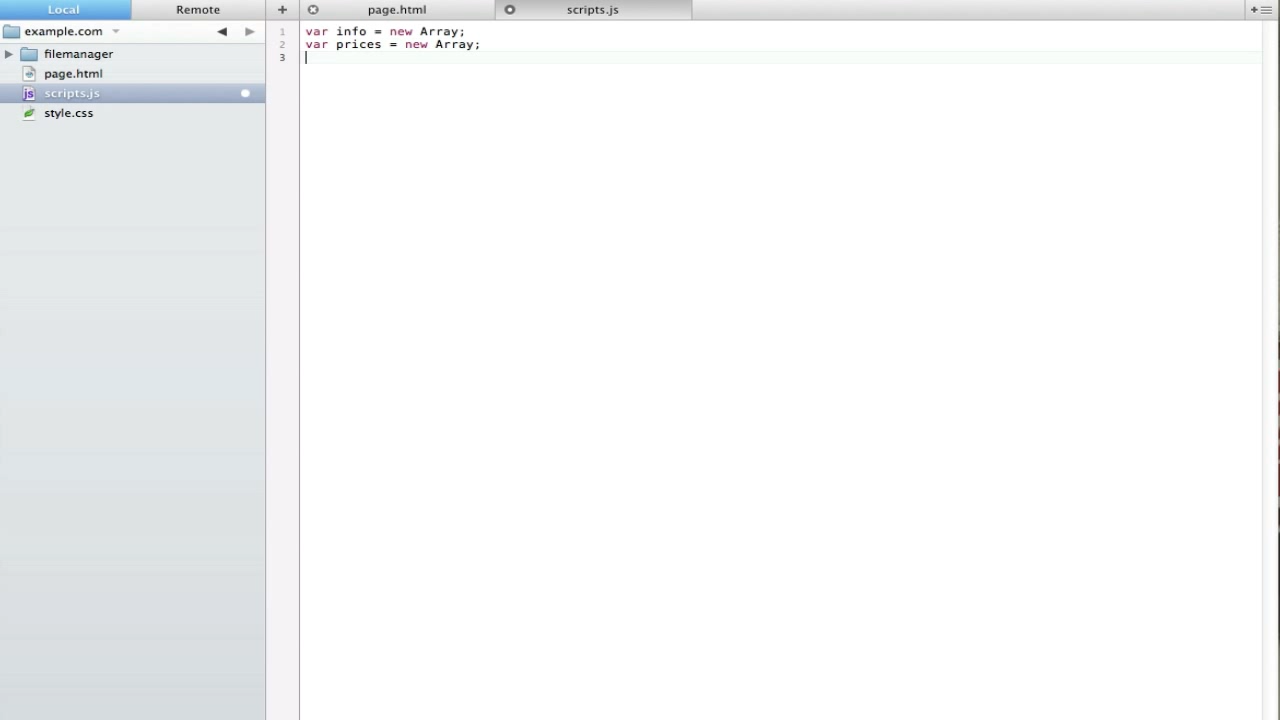 Local Remote + page.html scripts.js +
example.com
filemanager
page.html
js scripts.js
style.css
1 var info = new Array;
2 var prices = new Array;
3